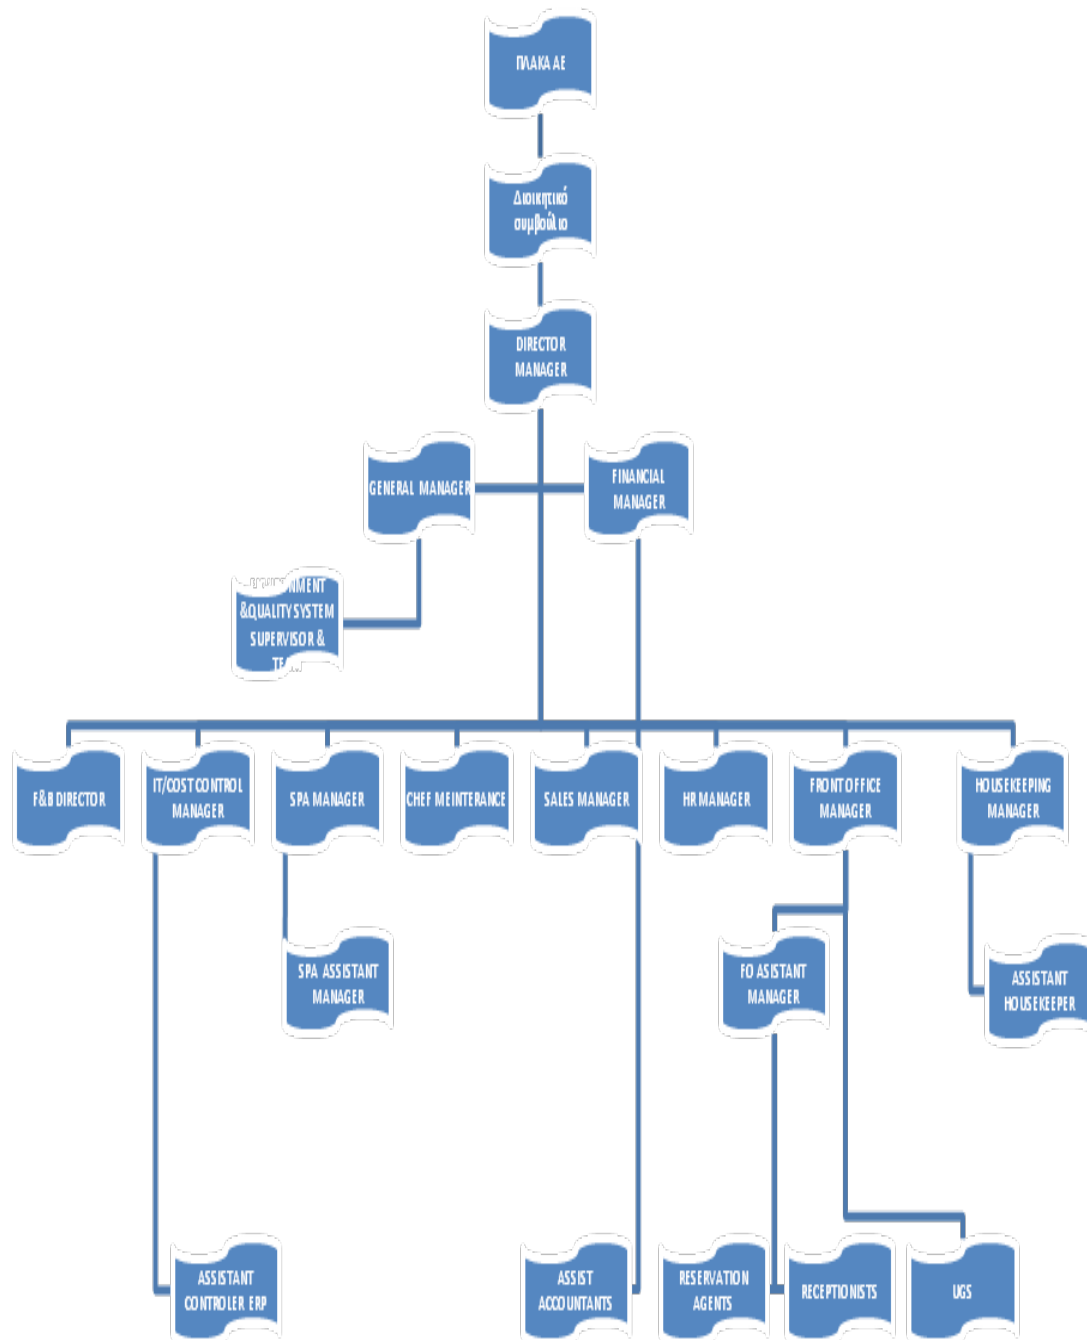 ΠΛΑΚΑ ΑΕ
Διοικητικό
συμβούλιο
DIRECTOR
MANAGER
GENERAL MANAGER
FINANCIAL
MANAGER
&QUALITY SYSTEM
SUPERVISOR &
TEAM
F&B DIRECTOR
IT/COST CONTROL
MANAGER
SPA MANAGER
CHEF MEINTERANCE
SALES MANAGER
HR MANAGER
FRONT OFFICE
MANAGER
HOUSEKEEPING
MANAGER
SPA ASSISTANT
MANAGER
FO ASISTANT
MANAGER
ASSISTANT
HOUSEKEEPER
ASSISTANT
CONTROLER ERP
ASSIST
ACCOUNTANTS
RESERVATION
AGENTS
RECEPTIONISTS
UGS